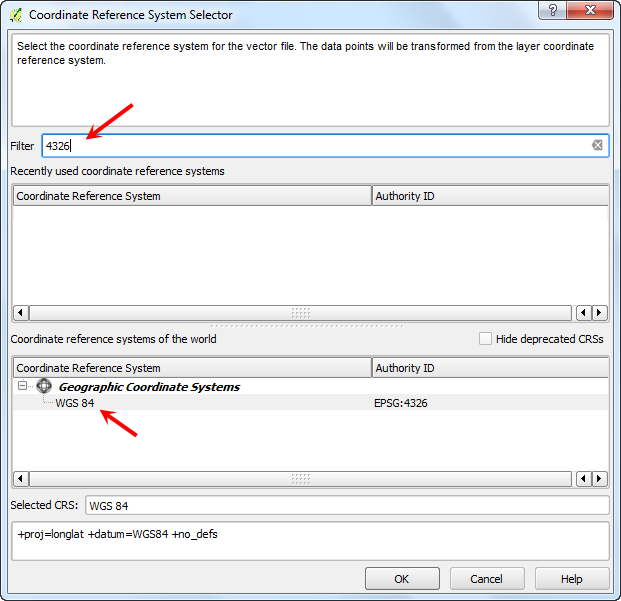 Coordinate Reference System Selector
Select the coordinate reference system for the vector file. The data points will be transformed from the layer coordinate
reference system.
Filter 4326
Recently used coordinate reference systems
Coordinate Reference System Authority ID
Coordinate reference systems of the world Hide deprecated CRSs
Coordinate Reference System Authority ID
Geographic Coordinate Systems
WGS 84 EPSG:4326
Selected CRS: WGS 84
+proj=longlat +datum=WGS84 +no_defs
OK Cancel Help